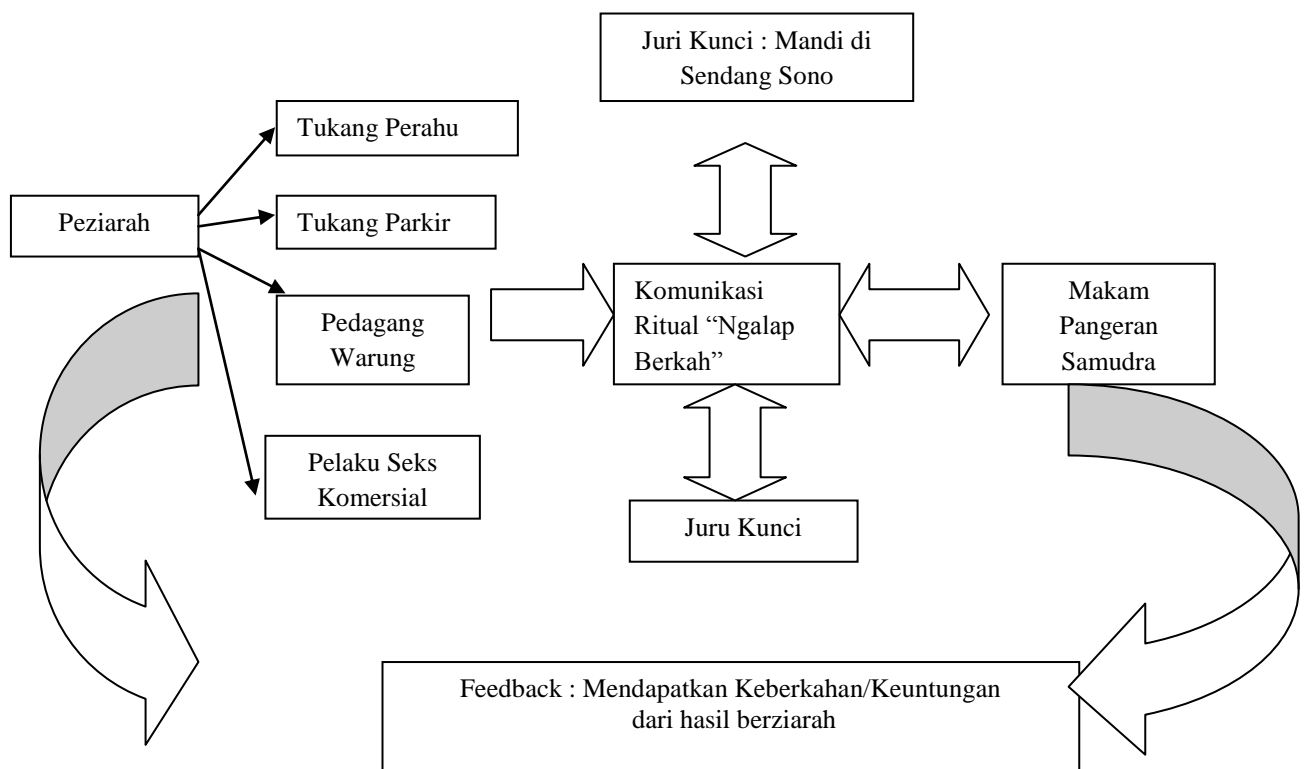 Juri Kunci : Mandi di
Sendang Sono
Tukang Perahu
Peziarah
Tukang Parkir
Pedagang
Warung
Pelaku Seks
Komersial
Komunikasi
Ritual “Ngalap
Berkah”
Makam
Pangeran
Samudra
Juru Kunci
Feedback : Mendapatkan Keberkahan/Keuntungan
dari hasil berziarah